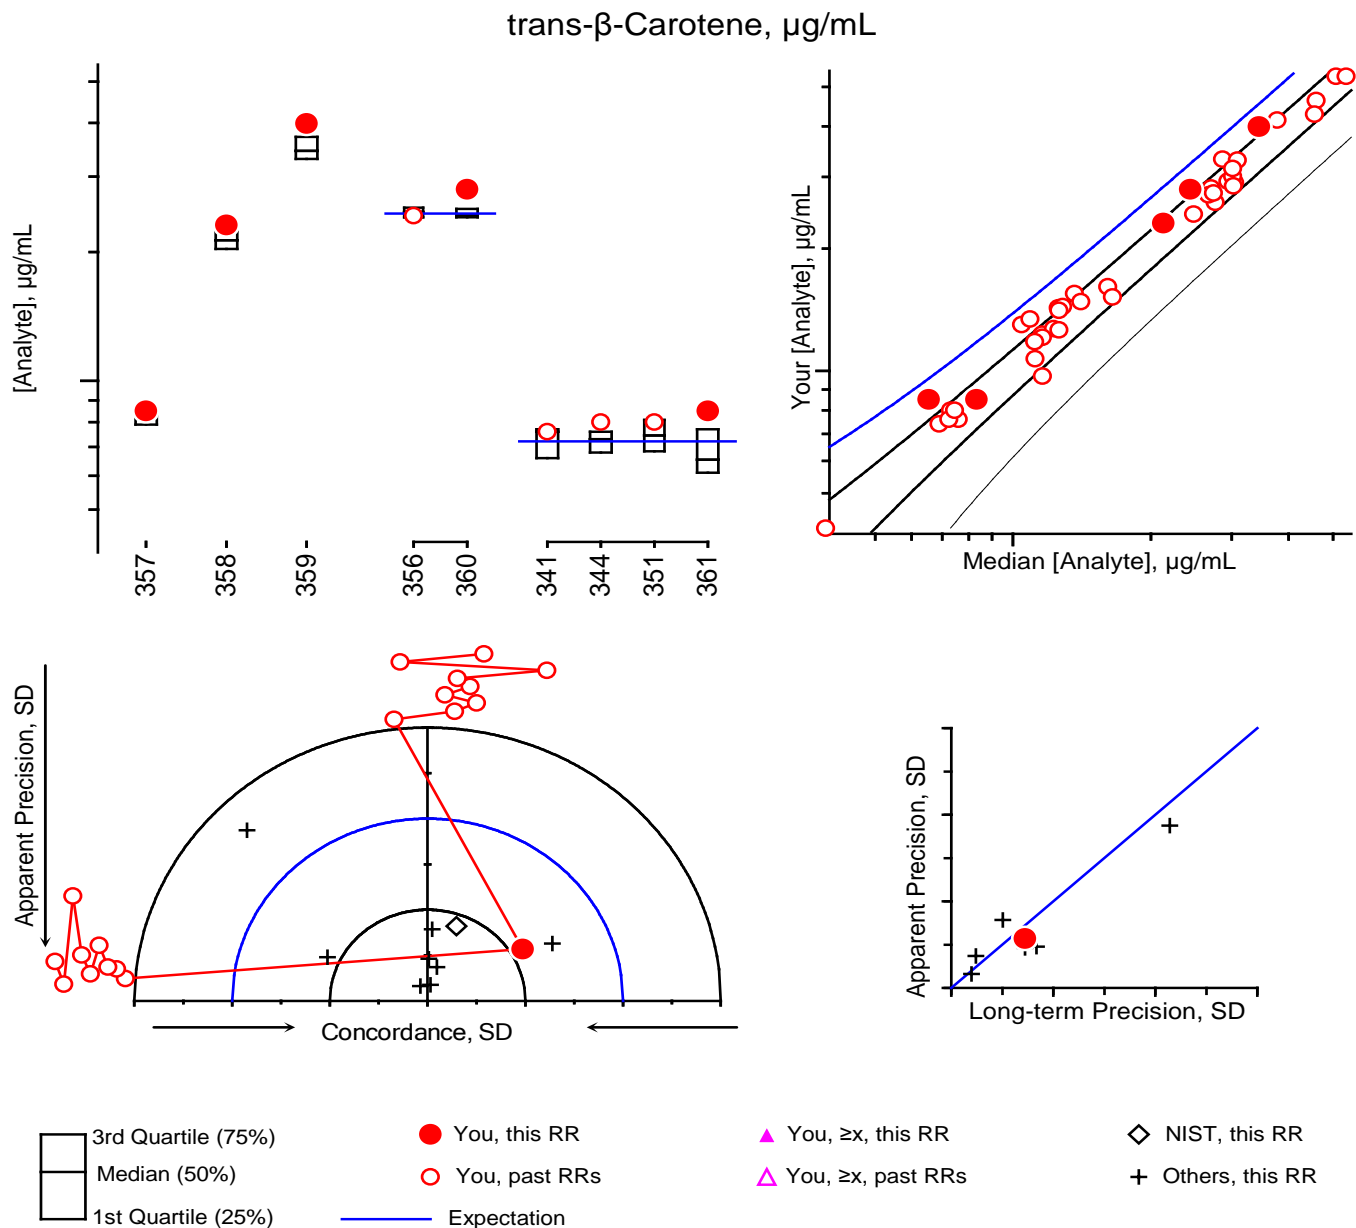 trans-β-Carotene, µg/mL
[Analyte], µg/mL
357
358
359
356
360
341
344
351
361
Your [Analyte], µg/mL
Median [Analyte], µg/mL
Apparent Precision, SD
Concordance, SD
Apparent Precision, SD
Long-term Precision, SD
3rd Quartile (75%)
Median (50%)
1st Quartile (25%)
You, this RR
You, past RRs
Expectation
You, ≥x, this RR
You, ≥x, past RRs
NIST, this RR
Others, this RR